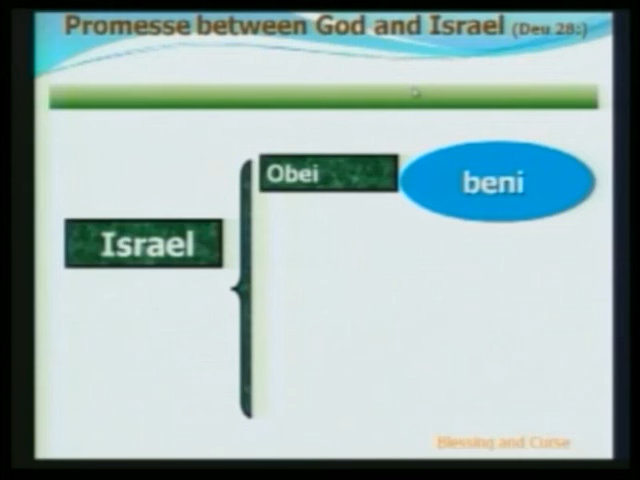 Promesse between God and Israel (Deu 28:)
Obei
beni
Israel
Blessing and Curse